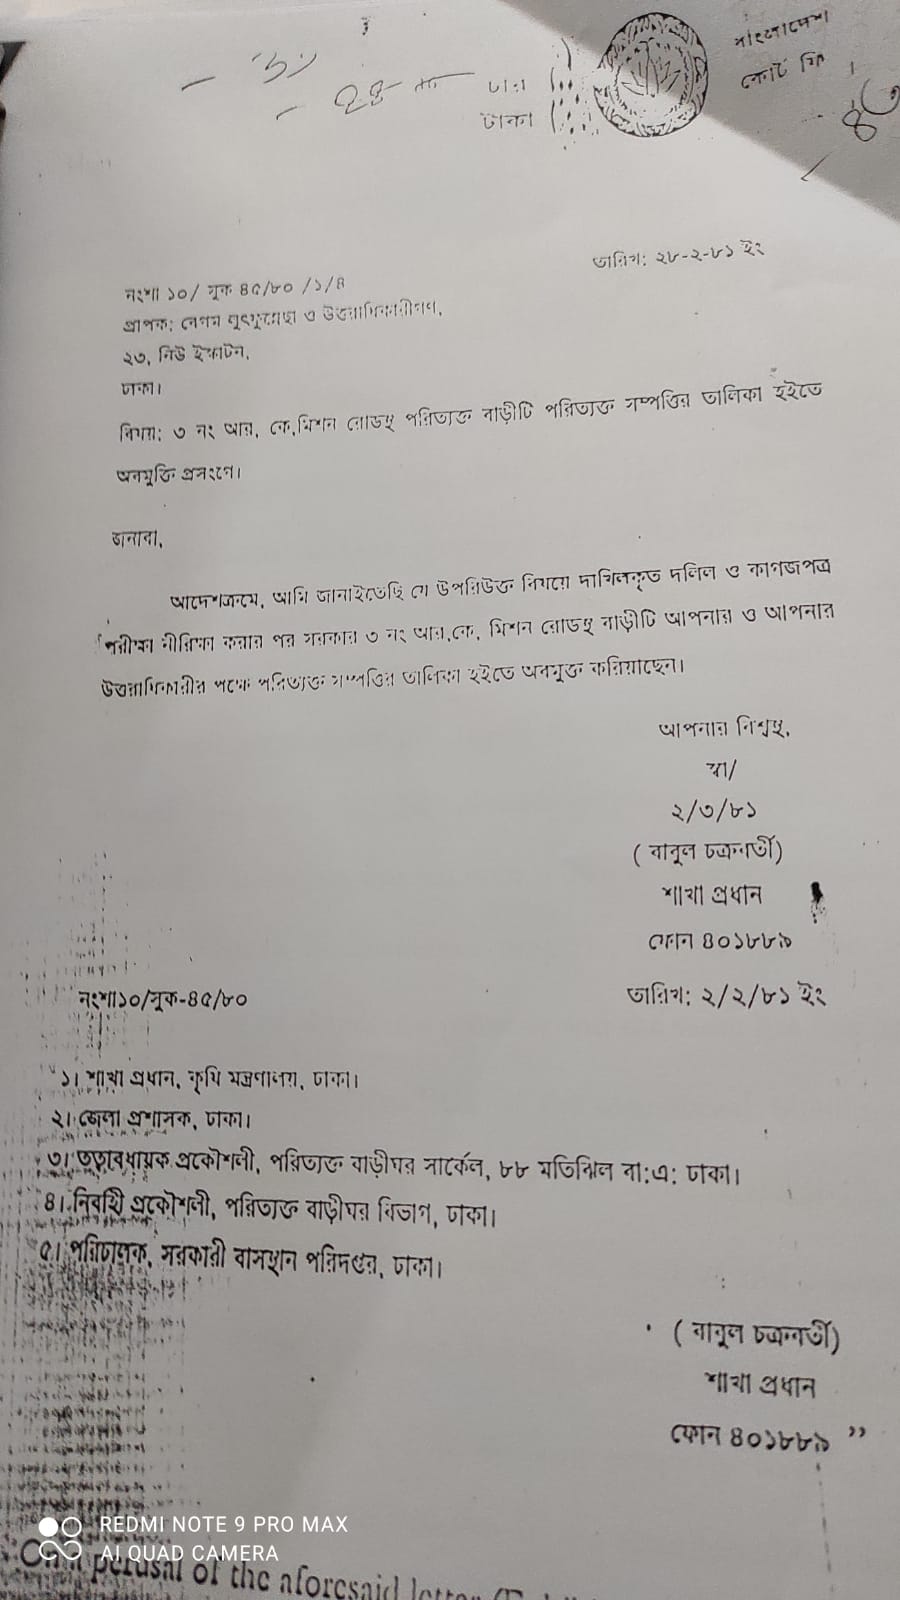 বাংলাদেশ
কোর্ট ফি
চার
টাকা
তারিখ: ২৮-২-৮১ ইং
নংশা ১০/ সুক ৪৫/৮০ /১/৪
প্রাপক: বেগম লুৎফুন্নেছা ও উত্তরাধিকারীগণ,
২৩, নিউ ইস্কাটন,
ঢাকা।
বিষয়: ৩ নং আর, কে,মিশন রোডস্থ পরিত্যক্ত বাড়ীটি পরিত্যক্ত সম্পত্তির তালিকা হইতে
অবমুক্তি প্রসংগে।
জনাবা,
আদেশক্রমে, আমি জানাইতেছি যে উপরিউক্ত বিষয়ে দাখিলকৃত দলিল ও কাগজপত্র
পরীক্ষা নীরিক্ষা করার পর সরকার ৩ নং আর,কে, মিশন রোডস্থ বাড়ীটি আপনার ও আপনার
উত্তরাধিকারীর পক্ষে পরিত্যক্ত সম্পত্তির তালিকা হইতে অবমুক্ত করিয়াছেন।
আপনার বিশ্বস্থ,
স্বা/
২/৩/৮১
( বাবুল চক্রবর্তী)
শাখা প্রধান
ফোন ৪০১৮৮৯
নংশা১০/সুক-৪৫/৮০
তারিখ: ২/২/৮১ ইং
১। শাখা প্রধান, কৃষি মন্ত্রণালয়, ঢাকা।
২। জেলা প্রশাসক, ঢাকা।
৩। তত্বাবধায়ক প্রকৌশলী, পরিত্যক্ত বাড়ীঘর সার্কেল, ৮৮ মতিঝিল বা:এ: ঢাকা।
৪। নির্বাহী প্রকৌশলী, পরিত্যক্ত বাড়ীঘর বিভাগ, ঢাকা।
৫। পরিচালক, সরকারী বাসস্থান পরিদপ্তর, ঢাকা।
( বাবুল চক্রবর্তী)
শাখা প্রধান
ফোন ৪০১৮৮৯ ”
REDMI NOTE 9 PRO MAX
AI QUAD CAMERA
On perusal of the aforesaid letter